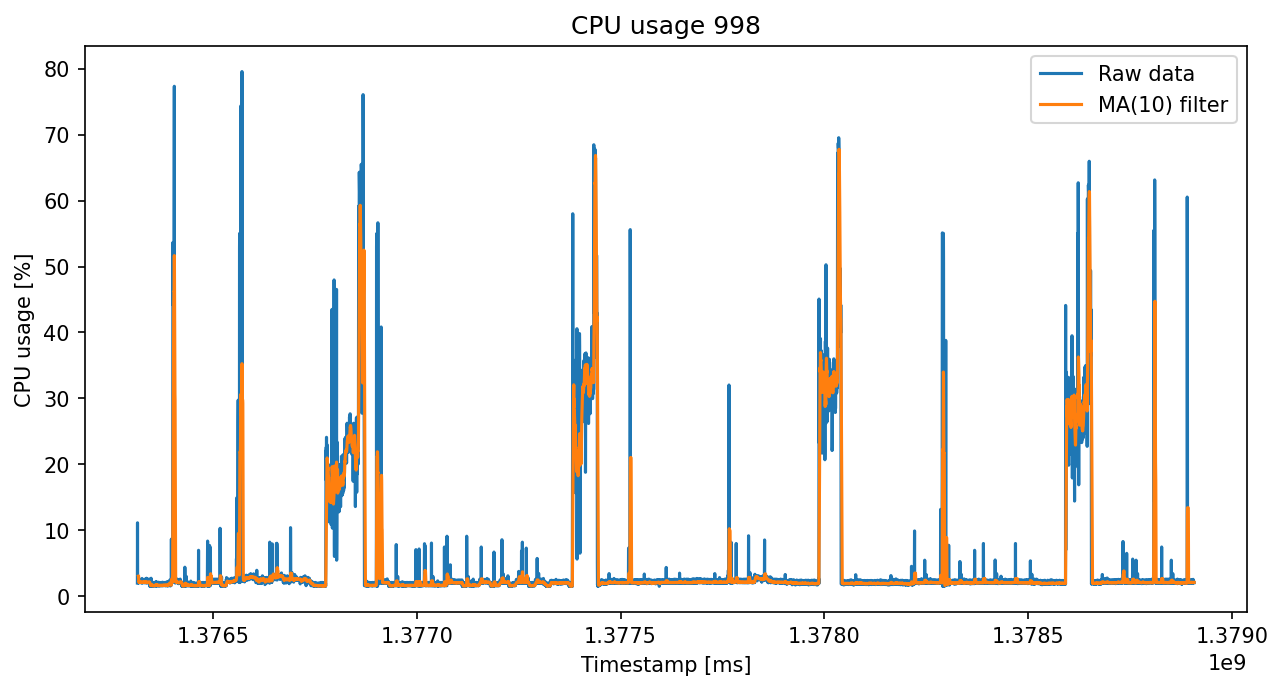 CPU usage 998
Raw data
MA(10) filter
CPU usage [%]
80
70
60
50
40
30
20
10
0
1.3765 1.3770 1.3775 1.3780 1.3785 1.3790
1e9
Timestamp [ms]